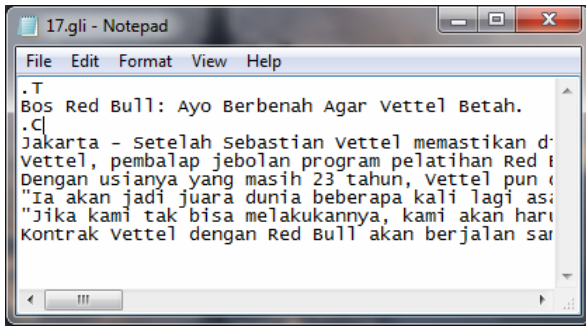 17.gli - Notepad
File Edit Format View Help
.T
Bos Red Bull: Ayo Berbenah Agar Vettel Betah.
.C
Jakarta - Setelah Sebastian Vettel memastikan
Vettel, pembalap jebolan program pelatihan Red
Dengan usianya yang masih 23 tahun, Vettel pun
"Ia akan jadi juara dunia beberapa kali lagi
"Jika kami tak bisa melakukannya, kami akan
Kontrak Vettel dengan Red Bull akan berjalan